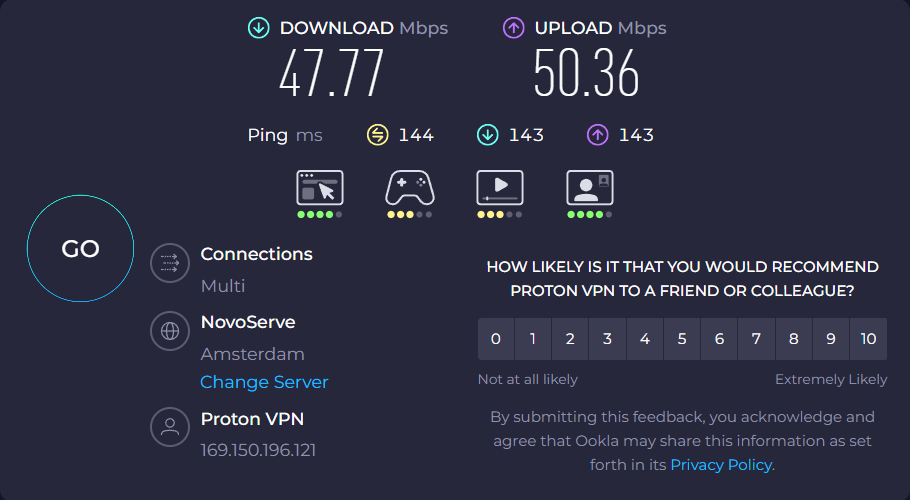 DOWNLOAD Mbps
47.77
UPLOAD Mbps
50.36
Ping ms 144 143 143
GO
Connections
Multi
NovoServe
Amsterdam
Change Server
Proton VPN
169.150.196.121
HOW LIKELY IS IT THAT YOU WOULD RECOMMEND
PROTON VPN TO A FRIEND OR COLLEAGUE?
0 1 2 3 4 5 6 7 8 9 10
Not at all likely Extremely Likely
By submitting this feedback, you acknowledge and
agree that Ookla may share this information as set
forth in its Privacy Policy.